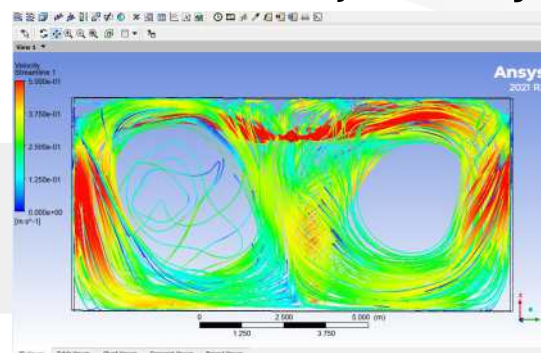 View 1
Velocity
Streamline 1
Ansys
2021 R
5.000e-01
3.750e-01
2.500e-01
1.250e-01
0.000e+00
[m s^-1]
0 2.500 5.000 (m)
1.250 3.750